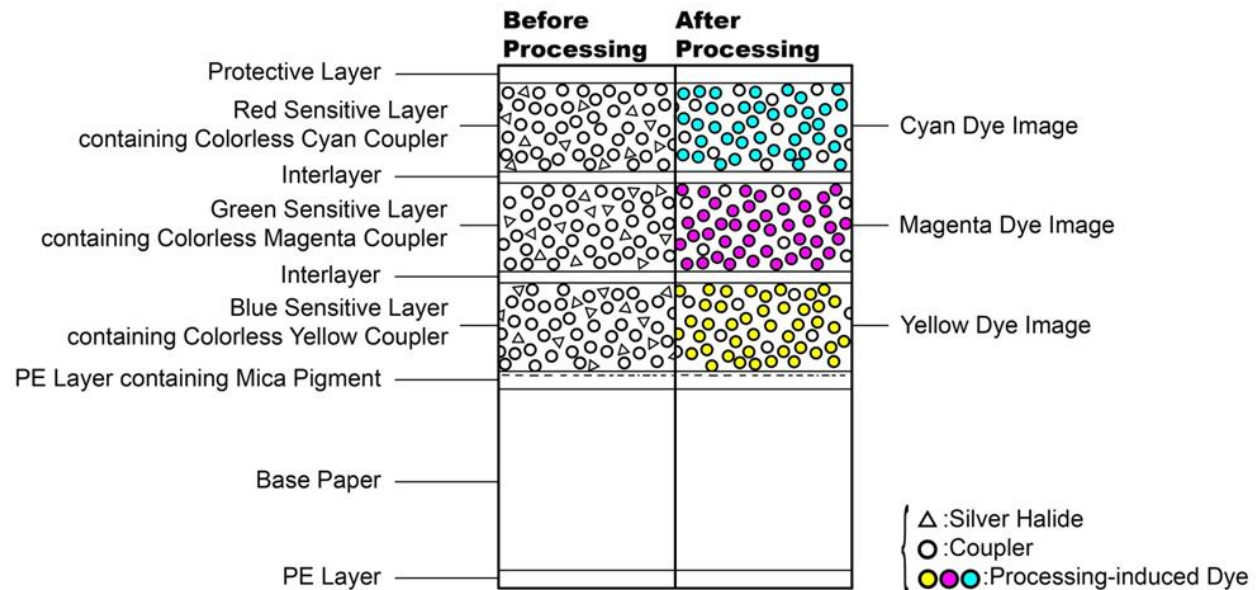 Before
Processing
After
Processing
Protective Layer
Red Sensitive Layer
containing Colorless Cyan Coupler
Cyan Dye Image
Interlayer
Green Sensitive Layer
containing Colorless Magenta Coupler
Magenta Dye Image
Interlayer
Blue Sensitive Layer
containing Colorless Yellow Coupler
Yellow Dye Image
PE Layer containing Mica Pigment
Base Paper
PE Layer
:Silver Halide
:Coupler
:Processing-induced Dye